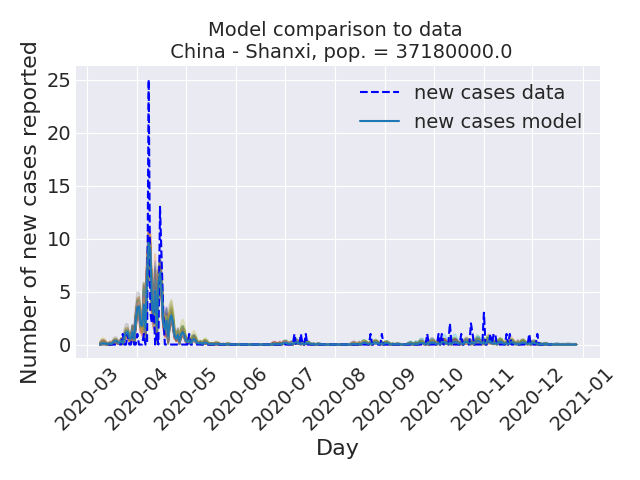 Model comparison to data
China - Shanxi, pop. = 37180000.0
Number of new cases reported
25
20
15
10
5
0
new cases data
new cases model
2020-03
2020-04
2020-05
2020-06
2020-07
2020-08
2020-09
2020-10
2020-11
2020-12
2021-01
Day